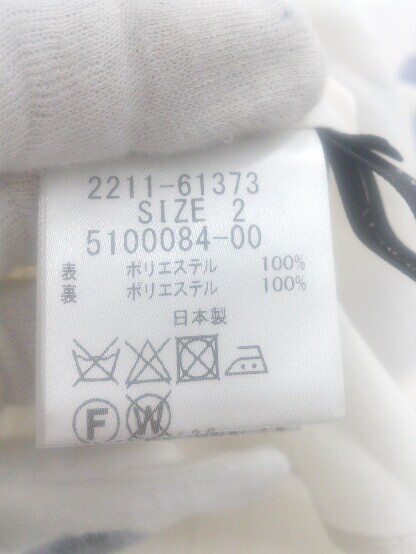 2211-61373
SIZE 2
5100084-00
表 ポリエステル 100%
裏 ポリエステル 100%
日本製
F W